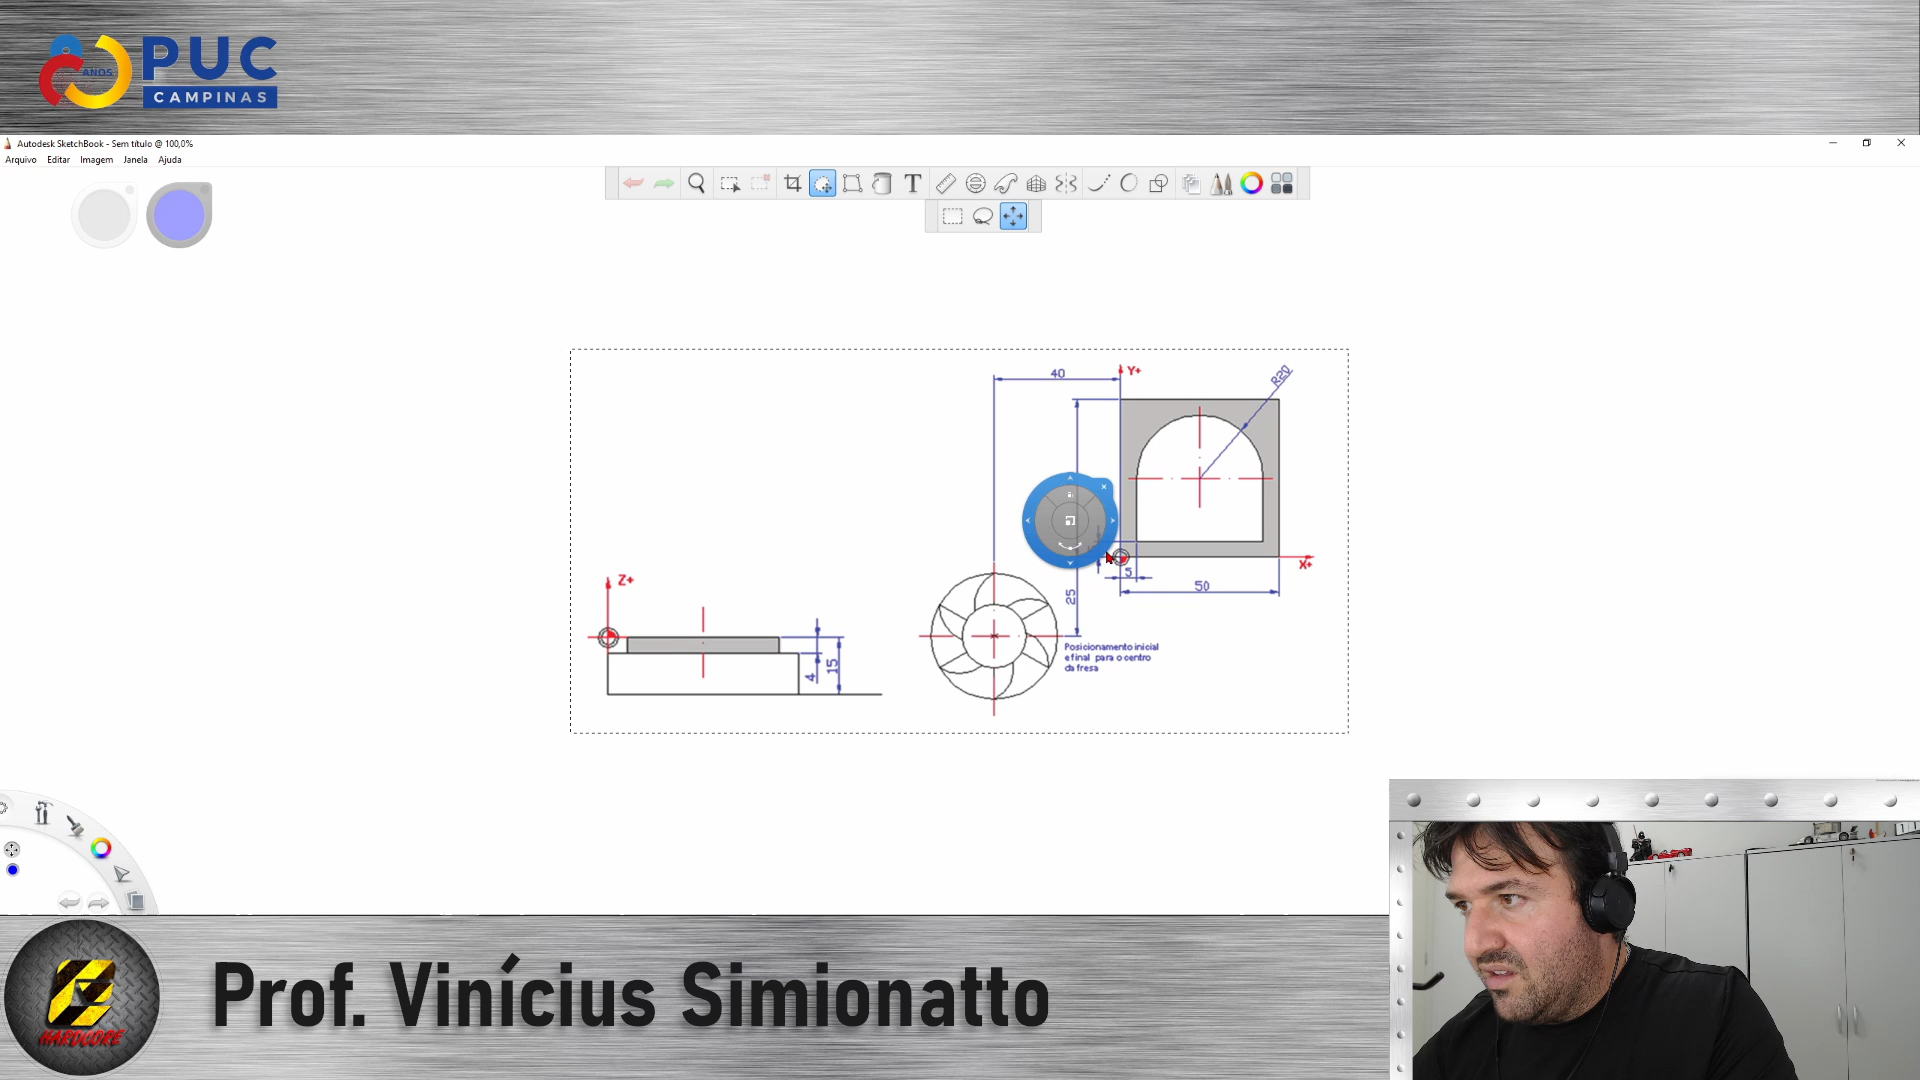 ANOS
PUC
CAMPINAS
Autodesk SketchBook - Sem título @ 100,0%
Arquivo Editar Imagem Janela Ajuda
40
Y+
R20
X+
5
50
25
Z+
4
15
Posicionamento inicial
e final para o centro
da fresa
HARDCORE
Prof. Vinícius Simionatto